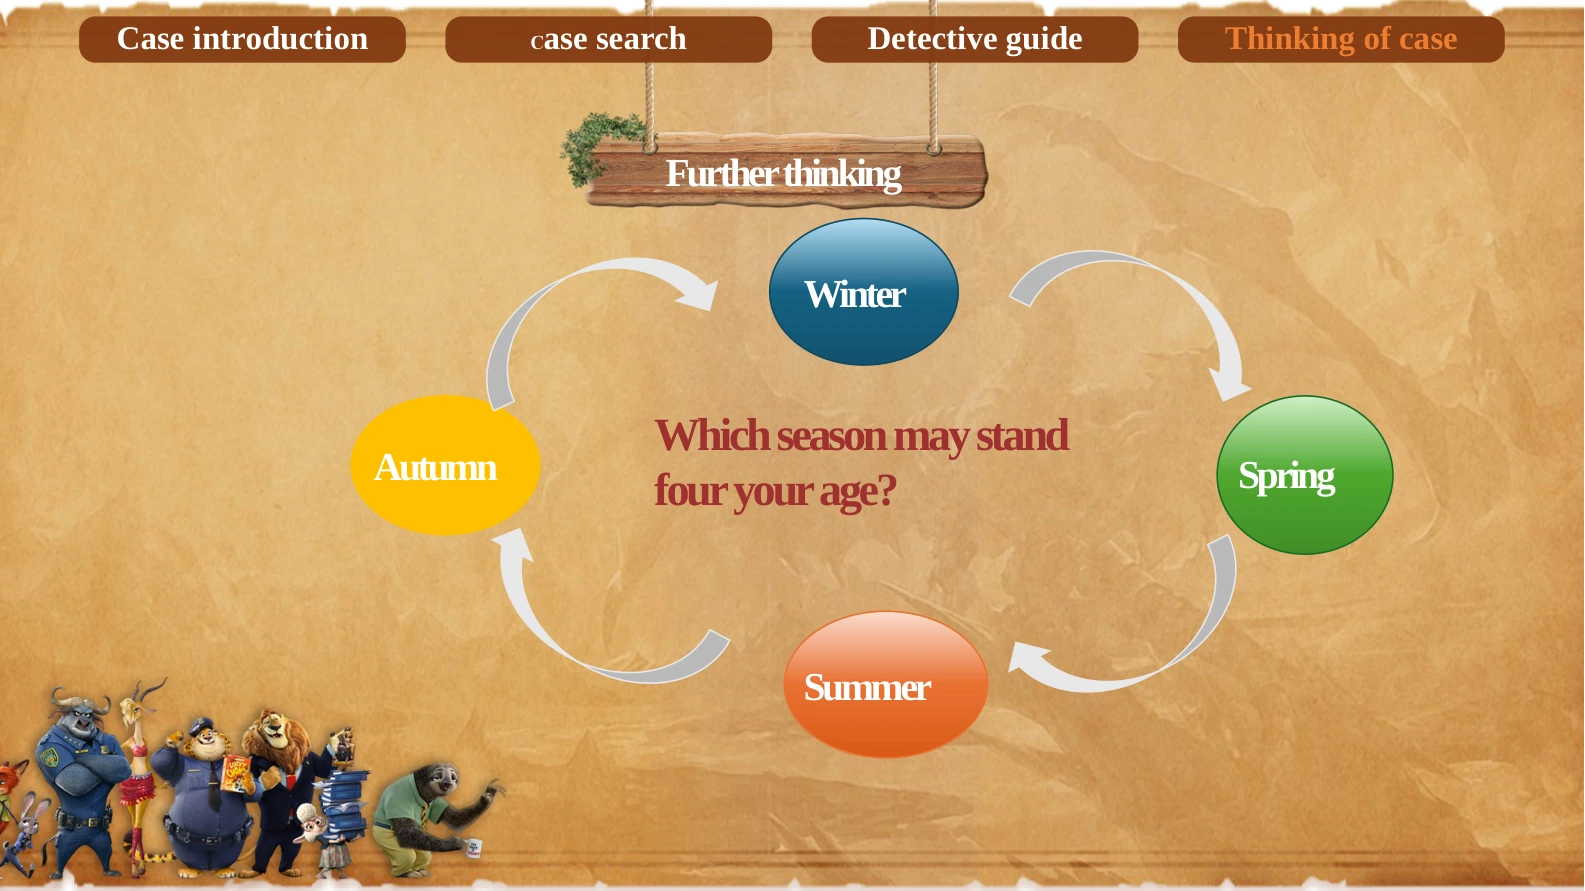 Case introduction
case search
Detective guide
Thinking of case
Further thinking
Winter
Autumn
Which season may stand
four your age?
Spring
Summer